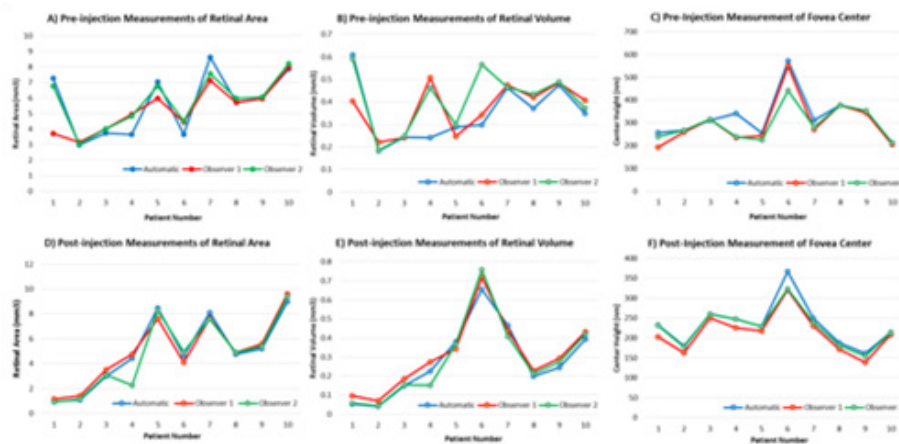 A) Pre-injection Measurements of Retinal Area
Retinal Area (mm3)
10
9
8
7
6
5
4
3
2
1
0
Automatic Observer 1 Observer 2
1 2 3 4 5 6 7 8 9 10
Patient Number
B) Pre-injection Measurements of Retinal Volume
Retinal Volume (mm3)
0.7
0.6
0.5
0.4
0.3
0.2
0.1
0
Automatic Observer 1 Observer 2
1 2 3 4 5 6 7 8 9 10
Patient Number
C) Pre-Injection Measurement of Fovea Center
Center Height (nm)
700
600
500
400
300
200
100
0
Automatic Observer 1 Observer
1 2 3 4 5 6 7 8 9 10
Patient Number
D) Post-injection Measurements of Retinal Area
Retinal Area (mm3)
12
10
8
6
4
2
0
Automatic Observer 1 Observer 2
1 2 3 4 5 6 7 8 9 10
Patient Number
E) Post-injection Measurements of Retinal Volume
Retinal Volume (mm3)
0.8
0.7
0.6
0.5
0.4
0.3
0.2
0.1
0
Automatic Observer 1 Observer 2
1 2 3 4 5 6 7 8 9 10
Patient Number
F) Post-Injection Measurement of Fovea Center
Center Height (nm)
400
350
300
250
200
150
100
50
0
Automatic Observer 1 Observer
1 2 3 4 5 6 7 8 9 10
Patient Number